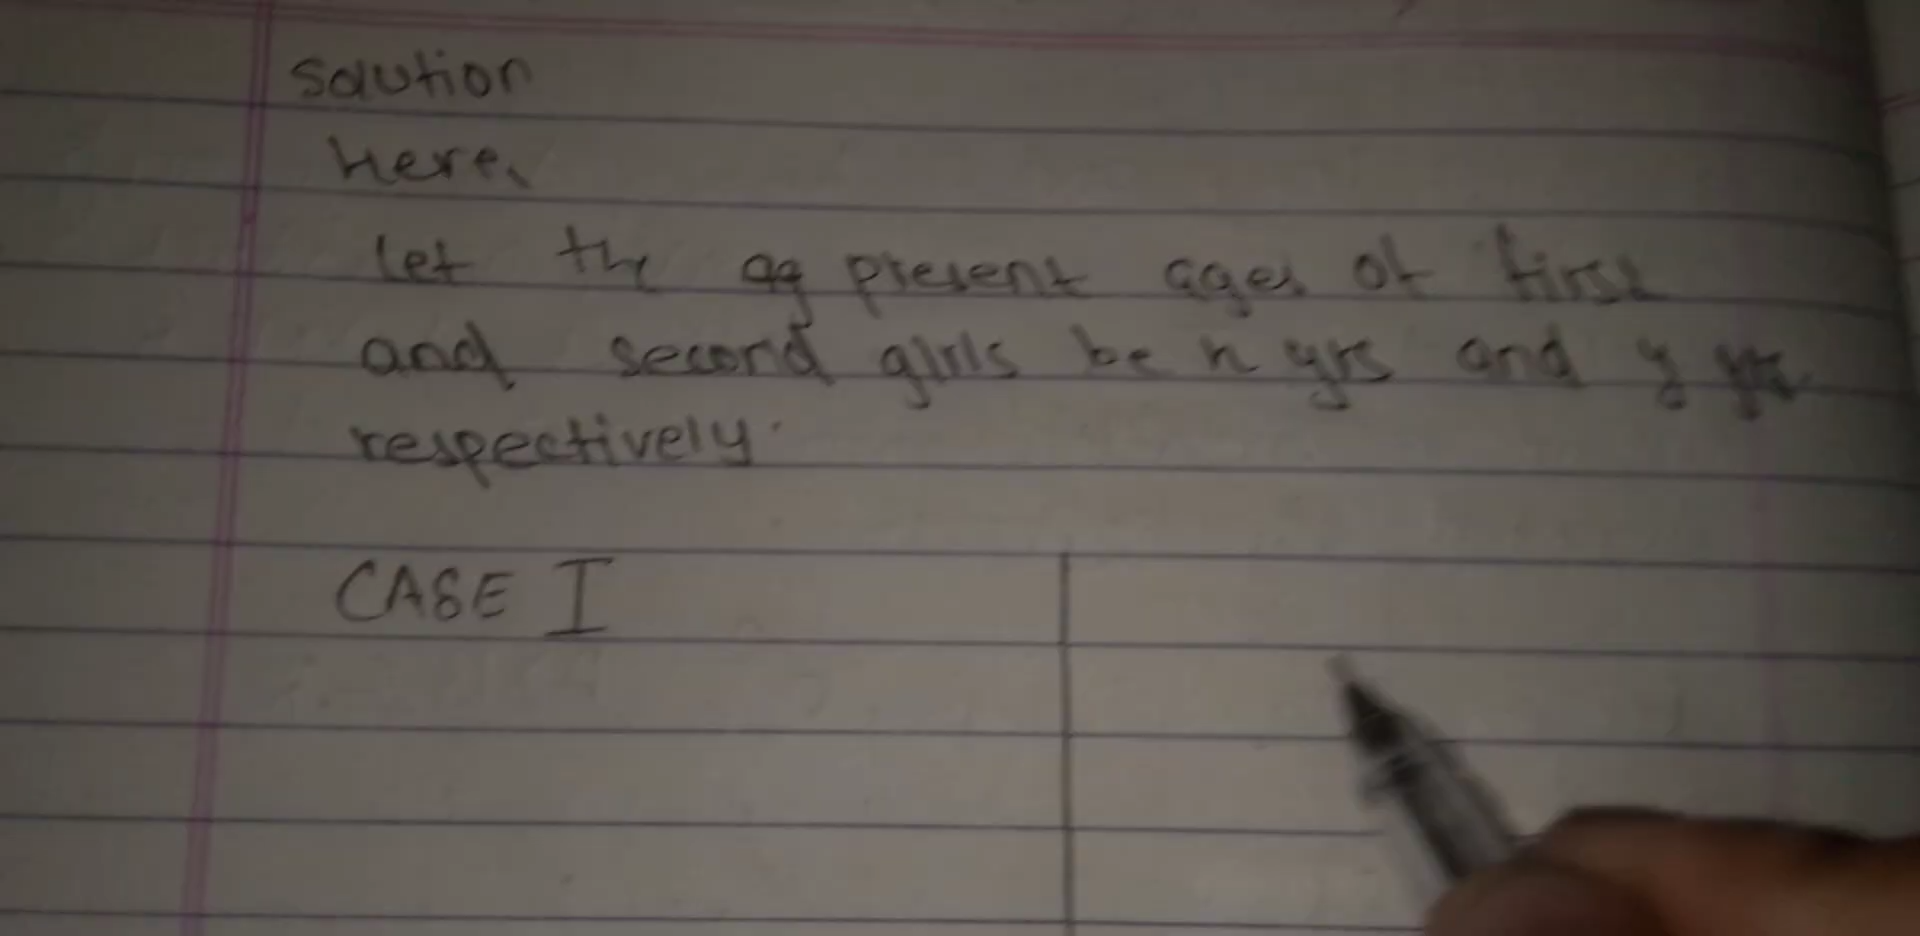 Solution
here,
Let the ag present ages of first
and second girls be x yrs and y yrs
respectively.
CASE I